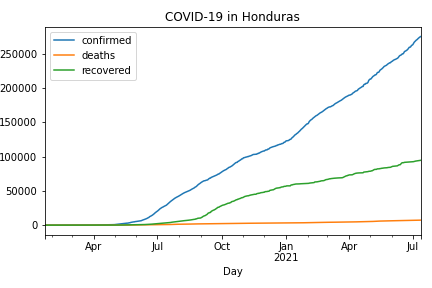 COVID-19 in Honduras
confirmed
deaths
recovered
250000
200000
150000
100000
50000
0
Apr Jul Oct Jan Apr Jul
2021
Day